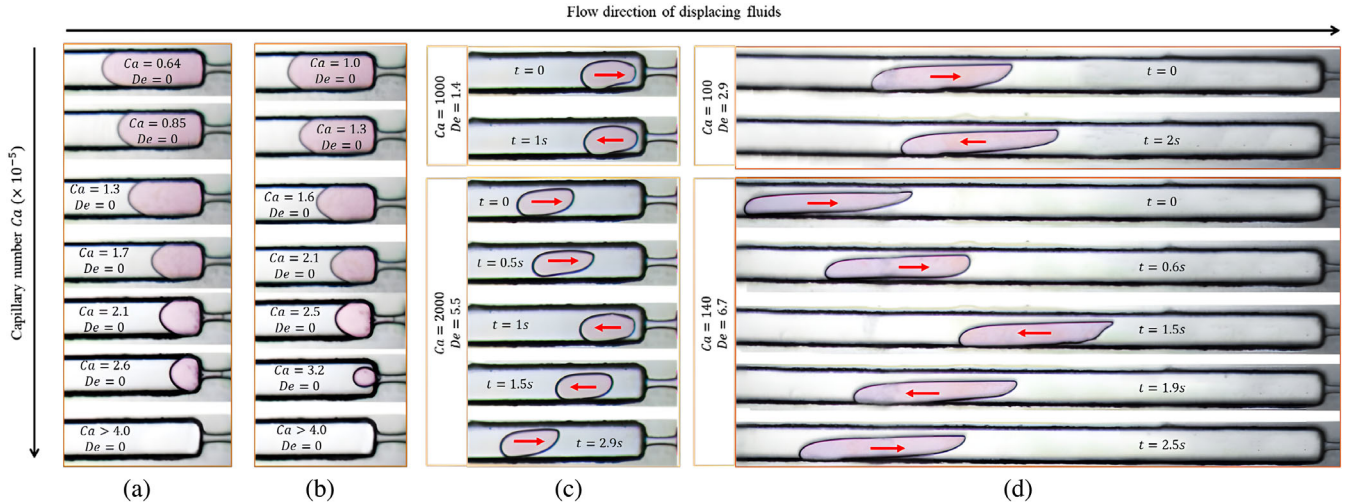 Flow direction of displacing fluids
Capillary number Ca (× 10⁻⁵)
Ca = 0.64
De = 0
Ca = 0.85
De = 0
Ca = 1.3
De = 0
Ca = 1.7
De = 0
Ca = 2.1
De = 0
Ca = 2.6
De = 0
Ca > 4.0
De = 0
(a)
Ca = 1.0
De = 0
Ca = 1.3
De = 0
Ca = 1.6
De = 0
Ca = 2.1
De = 0
Ca = 2.5
De = 0
Ca = 3.2
De = 0
Ca > 4.0
De = 0
(b)
Ca = 1000
De = 1.4
t = 0
t = 1s
Ca = 2000
De = 5.5
t = 0
t = 0.5s
t = 1s
t = 1.5s
t = 2.9s
(c)
Ca = 100
De = 2.9
t = 0
t = 2s
Ca = 140
De = 6.7
t = 0
t = 0.6s
t = 1.5s
t = 1.9s
t = 2.5s
(d)